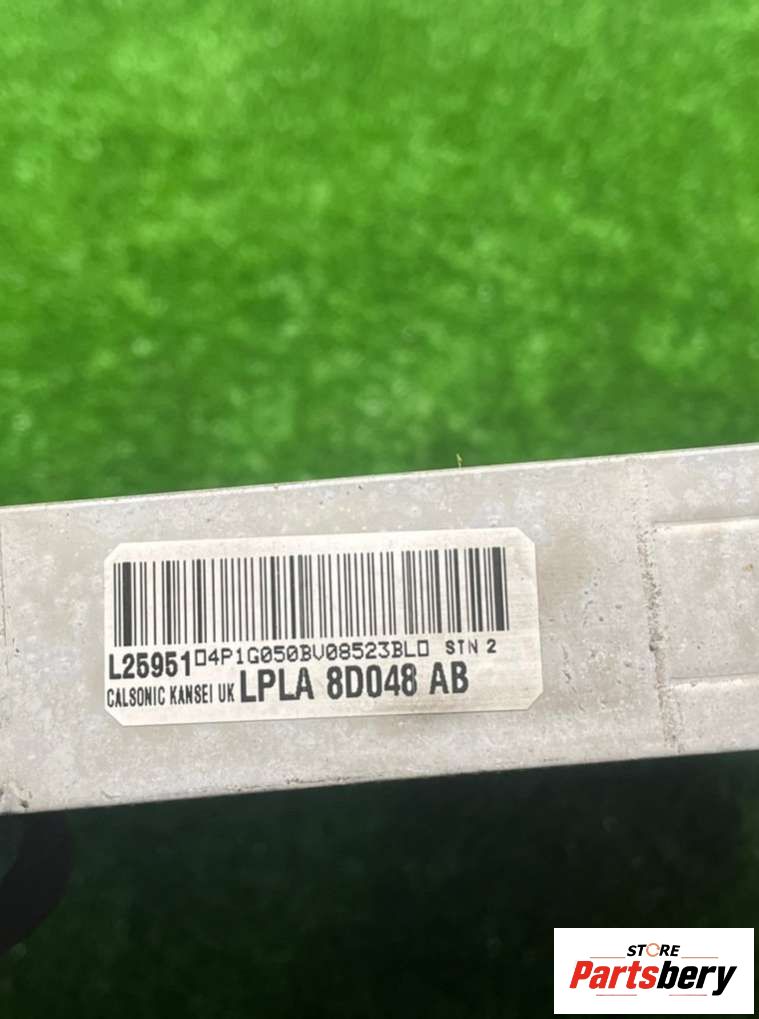 L25951 □4P1G050BV08523BL□ STN 2
CALSONIC KANSEI UK LPLA 8D048 AB
STORE
Partsbery